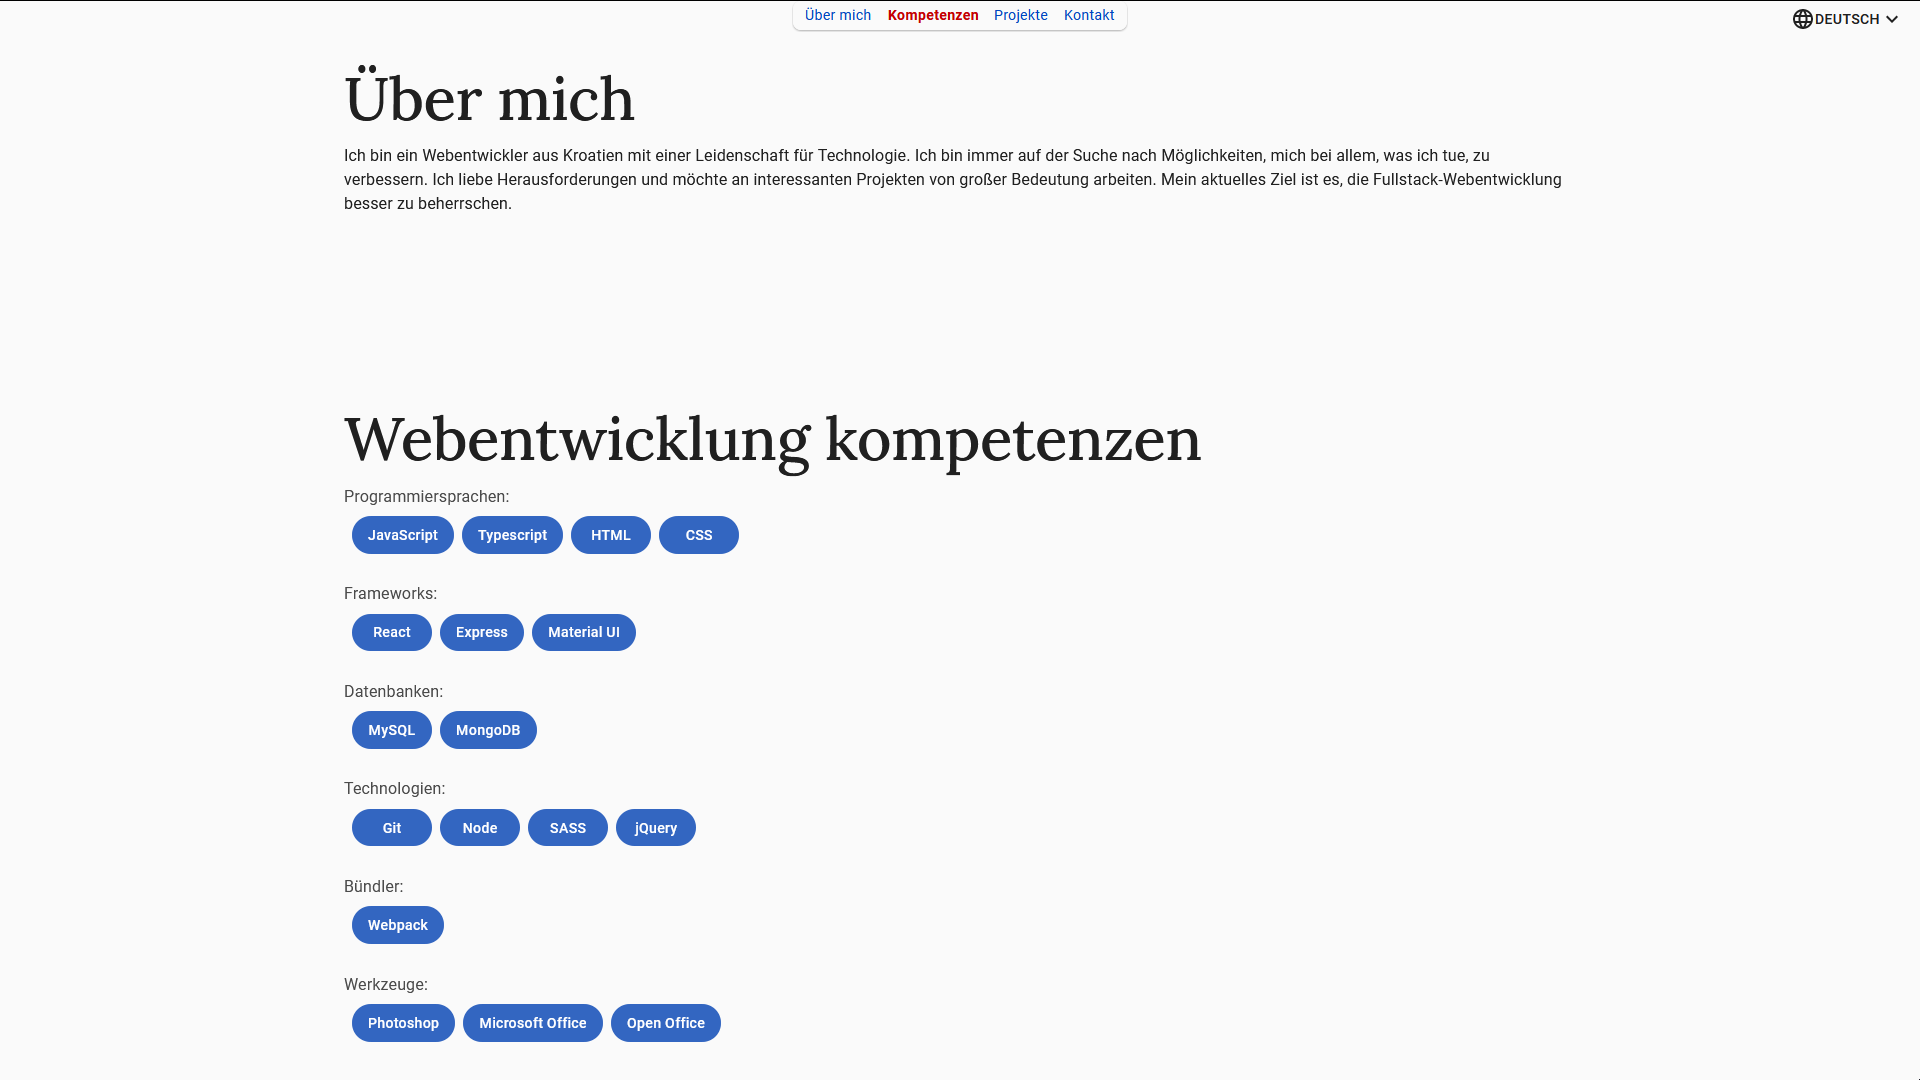 Über mich Kompetenzen Projekte Kontakt
DEUTSCH
Über mich
Ich bin ein Webentwickler aus Kroatien mit einer Leidenschaft für Technologie. Ich bin immer auf der Suche nach Möglichkeiten, mich bei allem, was ich tue, zu
verbessern. Ich liebe Herausforderungen und möchte an interessanten Projekten von großer Bedeutung arbeiten. Mein aktuelles Ziel ist es, die Fullstack-Webentwicklung
besser zu beherrschen.
Webentwicklung kompetenzen
Programmiersprachen:
JavaScript Typescript HTML CSS
Frameworks:
React Express Material UI
Datenbanken:
MySQL MongoDB
Technologien:
Git Node SASS jQuery
Bündler:
Webpack
Werkzeuge:
Photoshop Microsoft Office Open Office